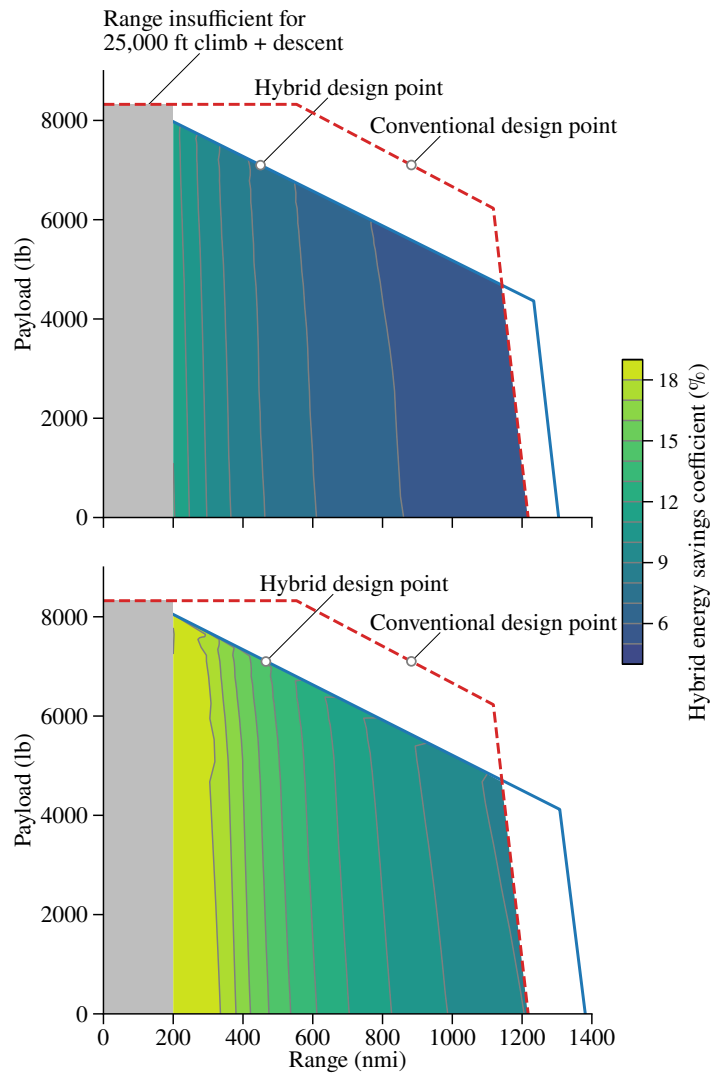 Range insufficient for
25,000 ft climb + descent
Hybrid design point
Conventional design point
8000
6000
4000
2000
0
Payload (lb)
18
15
12
9
6
Hybrid energy savings coefficient (%)
Hybrid design point
Conventional design point
8000
6000
4000
2000
0
Payload (lb)
0
200
400
600
800
1000
1200
1400
Range (nmi)